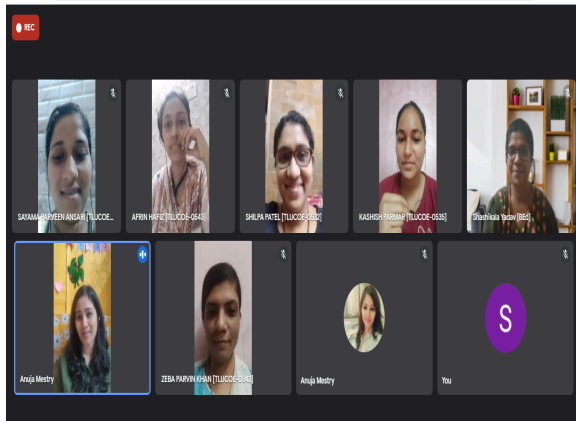 REC
SAYAMA PARVEEN ANSARI [TLUCOE...
AFRIN HAFIZ [TLUCOE-0543]
SHILPA PATEL [TLUCOE-0532]
KASHISH PARMAR [TLUCOE-0535]
Shashikala Yadav [BEd]
Anuja Mestry
ZEBA PARVIN KHAN [TLUCOE-0542]
Anuja Mestry
S
You